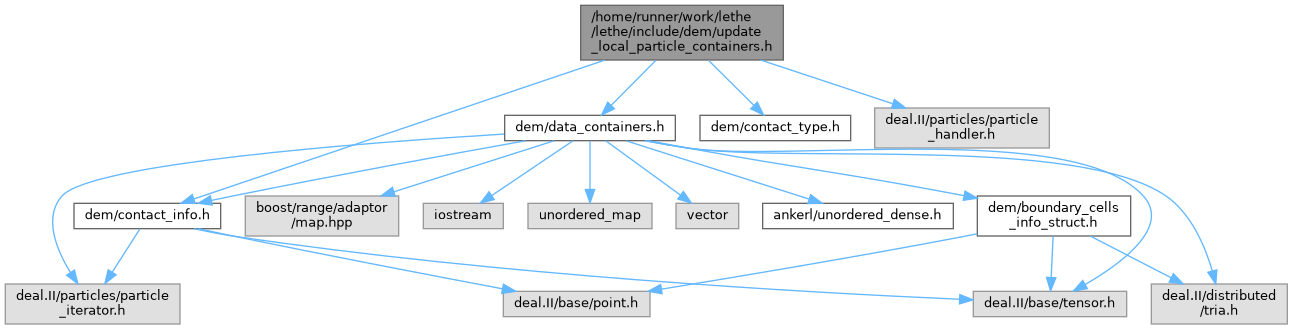 /home/runner/work/lethe
/lethe/include/dem/update
_local_particle_containers.h
dem/data_containers.h
dem/contact_type.h
deal.II/particles/particle
_handler.h
dem/contact_info.h
boost/range/adaptor
/map.hpp
iostream
unordered_map
vector
ankerl/unordered_dense.h
dem/boundary_cells
_info_struct.h
deal.II/particles/particle
_iterator.h
deal.II/base/point.h
deal.II/base/tensor.h
deal.II/distributed
/tria.h